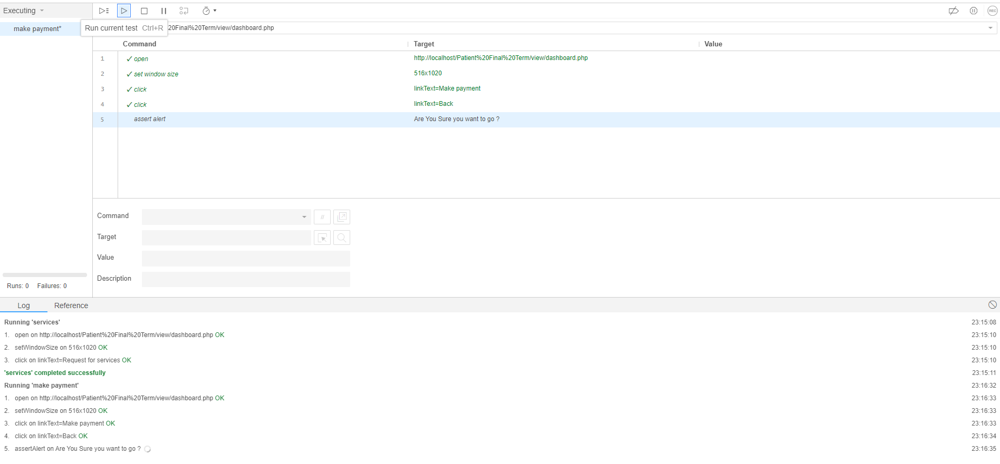 Executing
REC
make payment*
Run current test Ctrl+R
20Final%20Term/view/dashboard.php
Command Target Value
1 ✓ open http://localhost/Patient%20Final%20Term/view/dashboard.php
2 ✓ set window size 516x1020
3 ✓ click linkText=Make payment
4 ✓ click linkText=Back
5 assert alert Are You Sure you want to go ?
Command //
Target
Value
Description
Runs: 0 Failures: 0
Log Reference
Running 'services' 23:15:08
1. open on http://localhost/Patient%20Final%20Term/view/dashboard.php OK 23:15:10
2. setWindowSize on 516x1020 OK 23:15:10
3. click on linkText=Request for services OK 23:15:10
'services' completed successfully 23:15:11
Running 'make payment' 23:16:32
1. open on http://localhost/Patient%20Final%20Term/view/dashboard.php OK 23:16:33
2. setWindowSize on 516x1020 OK 23:16:33
3. click on linkText=Make payment OK 23:16:33
4. click on linkText=Back OK 23:16:34
5. assertAlert on Are You Sure you want to go ? 23:16:35